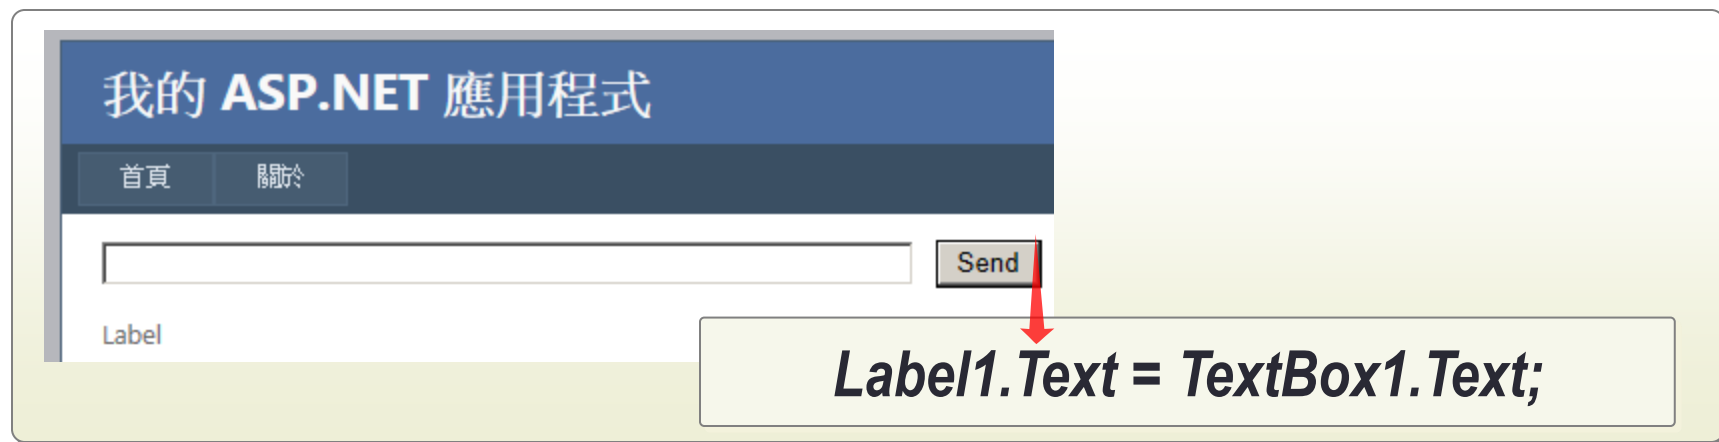 我的 ASP.NET 應用程式
首頁 關於
Send
Label
Label1.Text = TextBox1.Text;